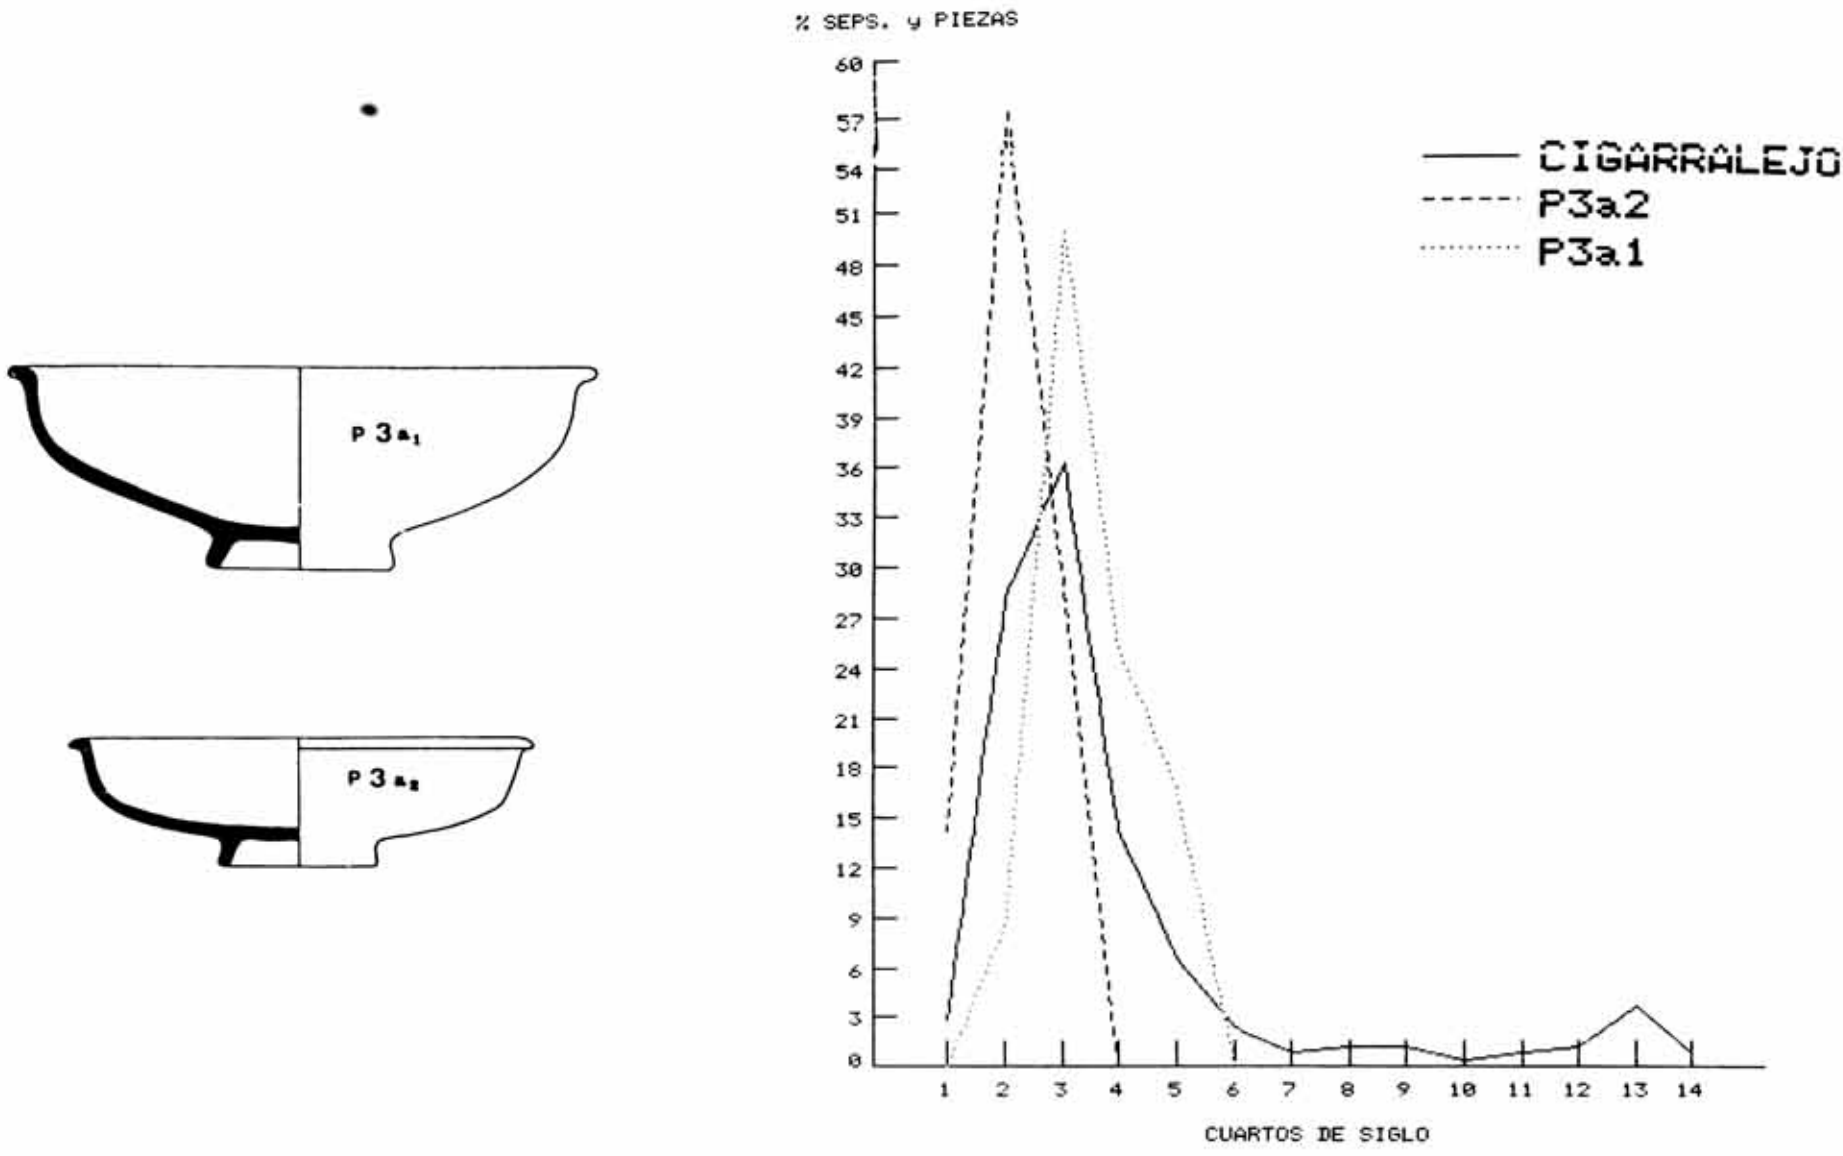 % SEPS. y PIEZAS
60
57
54
51
48
45
42
39
36
33
30
27
24
21
18
15
12
9
6
3
0
1 2 3 4 5 6 7 8 9 10 11 12 13 14
CUARTOS DE SIGLO
CIGARRALEJO
P3a2
P3a1
P 3 a₁
P 3 a₂